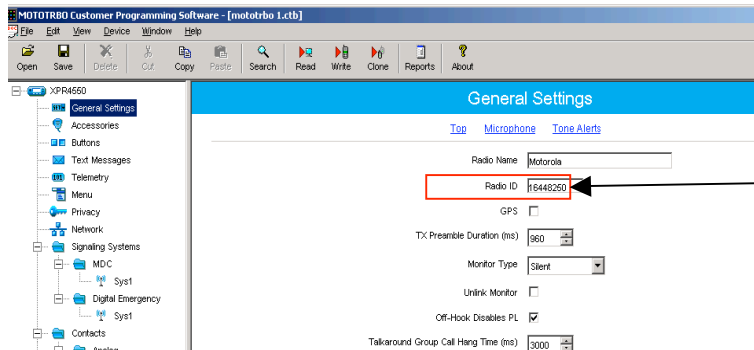 MOTOTRBO Customer Programming Software - [mototrbo 1.ctb]
File Edit View Device Window Help
Open Save Delete Cut Copy Paste Search Read Write Clone Reports About
XPR4550
General Settings
Accessories
Buttons
Text Messages
Telemetry
Menu
Privacy
Network
Signaling Systems
MDC
Sys1
Digital Emergency
Sys1
Contacts
Analog
General Settings
Top Microphone Tone Alerts
Radio Name Motorola
Radio ID 16448250
GPS
TX Preamble Duration (ms) 960
Monitor Type Silent
Unlink Monitor
Off-Hook Disables PL
Talkaround Group Call Hang Time (ms) 3000